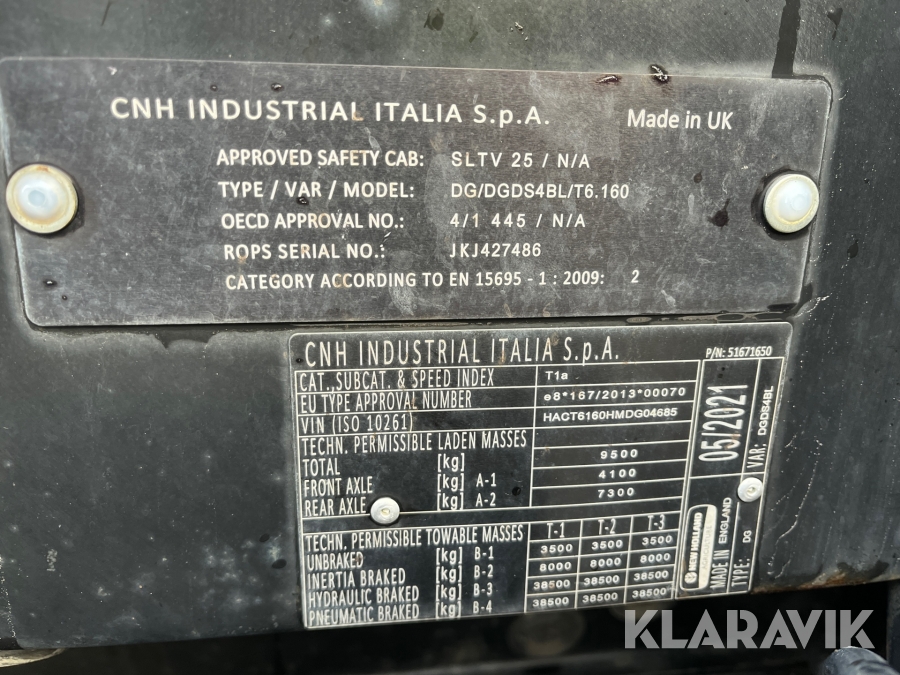 CNH INDUSTRIAL ITALIA S.p.A. Made in UK
APPROVED SAFETY CAB: SLTV 25 / N/A
TYPE / VAR / MODEL: DG/DGDS4BL/T6.160
OECD APPROVAL NO.: 4/1 445 / N/A
ROPS SERIAL NO.: JKJ427486
CATEGORY ACCORDING TO EN 15695 - 1 : 2009: 2
CNH INDUSTRIAL ITALIA S.p.A. P/N: 51671650
CAT., SUBCAT. & SPEED INDEX T1a
EU TYPE APPROVAL NUMBER e8*167/2013*00070
VIN (ISO 10261) HACT6160HMDG04685
TECHN. PERMISSIBLE LADEN MASSES
TOTAL [kg] 9500
FRONT AXLE [kg] A-1 4100
REAR AXLE [kg] A-2 7300
TECHN. PERMISSIBLE TOWABLE MASSES T-1 T-2 T-3
UNBRAKED [kg] B-1 3500 3500 3500
INERTIA BRAKED [kg] B-2 8000 8000 8000
HYDRAULIC BRAKED [kg] B-3 38500 38500 38500
PNEUMATIC BRAKED [kg] B-4 38500 38500 38500
05/2021
VAR: DGDS4BL
NEW HOLLAND
MADE IN ENGLAND
TYPE: DG
KLARAVIK